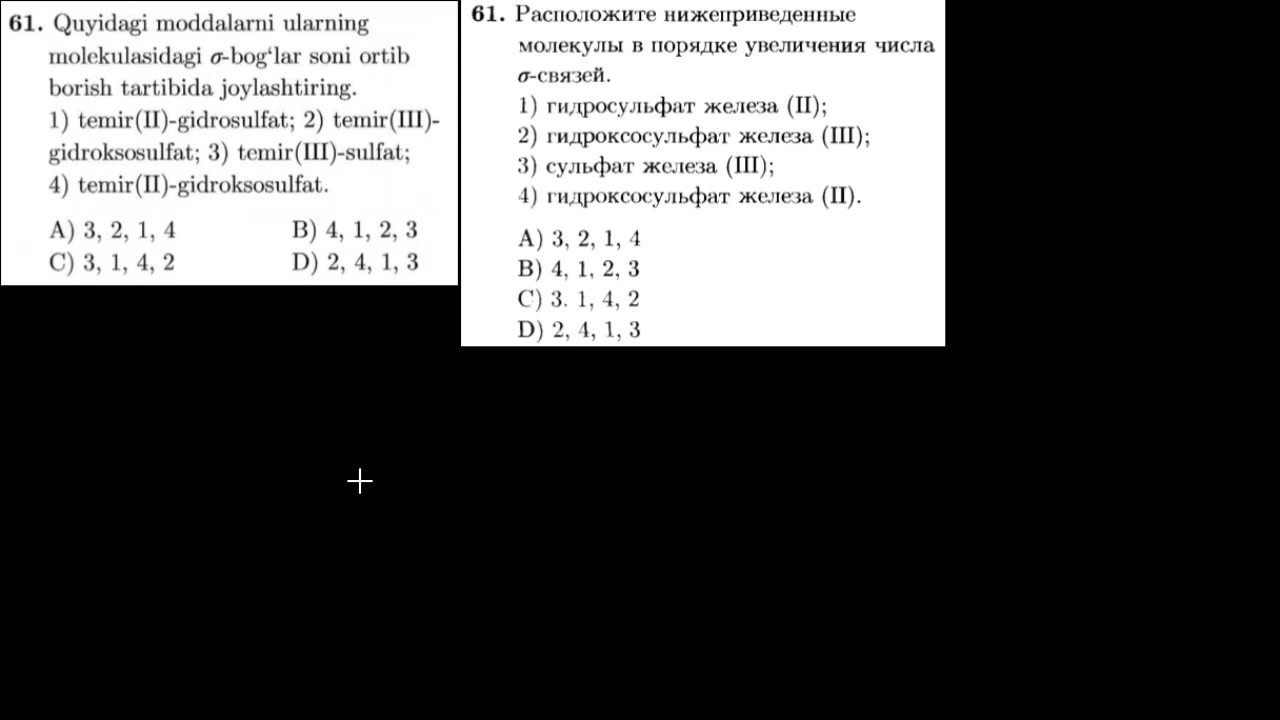 61. Quyidagi moddalarni ularning
molekulasidagi σ-bog‘lar soni ortib
borish tartibida joylashtiring.
1) temir(II)-gidrosulfat; 2) temir(III)-
gidroksosulfat; 3) temir(III)-sulfat;
4) temir(II)-gidroksosulfat.
A) 3, 2, 1, 4 B) 4, 1, 2, 3
C) 3, 1, 4, 2 D) 2, 4, 1, 3
61. Расположите нижеприведенные
молекулы в порядке увеличения числа
σ-связей.
1) гидросульфат железа (II);
2) гидроксосульфат железа (III);
3) сульфат железа (III);
4) гидроксосульфат железа (II).
A) 3, 2, 1, 4
B) 4, 1, 2, 3
C) 3. 1, 4, 2
D) 2, 4, 1, 3